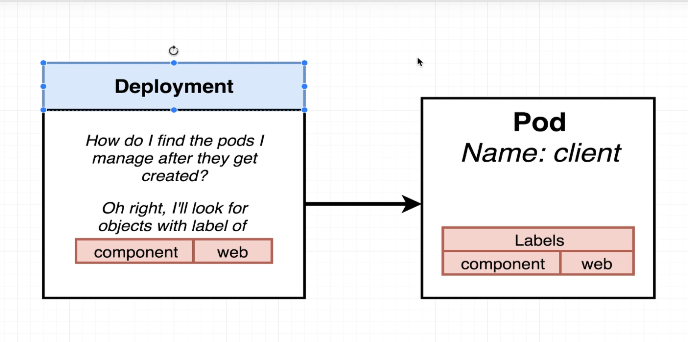 Deployment
How do I find the pods I
manage after they get
created?
Oh right, I'll look for
objects with label of
component web
Pod
Name: client
Labels
component web